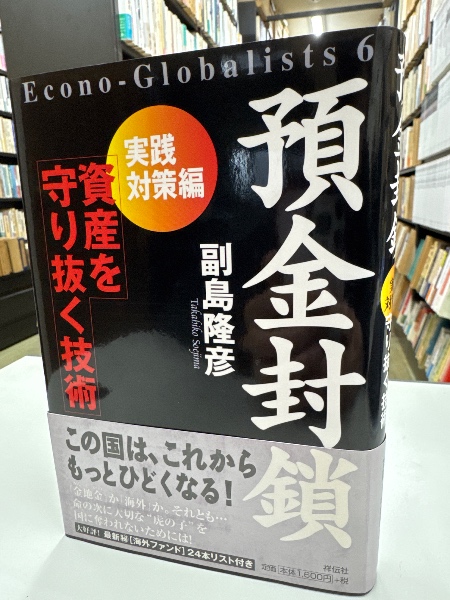 Econo-Globalists 6
預金封鎖
実践
対策編
資産を
守り抜く技術
副島隆彦
Takahiko Soejima
この国は、これから
もっとひどくなる!
“金地金”か“海外”か。それとも…
命の次に大切な“虎の子”を
国に奪われないためには!
大好評! 最新版[海外ファンド]24本リスト付き
祥伝社
定価 本体1,600円 +税
預金封鎖